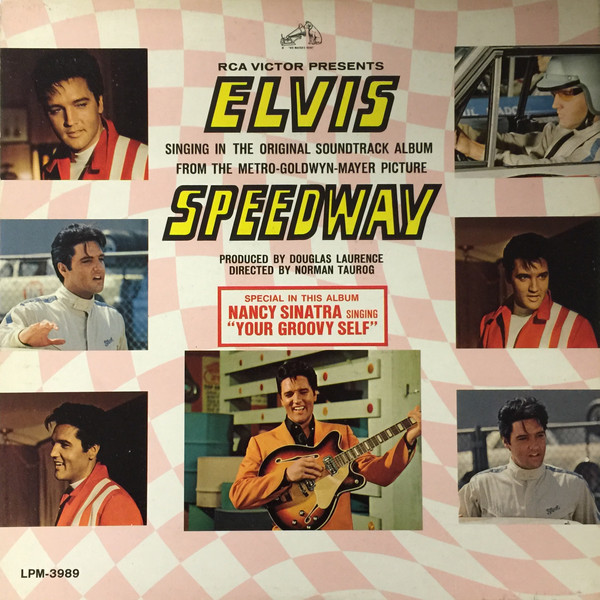 RCA VICTOR PRESENTS
ELVIS
SINGING IN THE ORIGINAL SOUNDTRACK ALBUM
FROM THE METRO-GOLDWYN-MAYER PICTURE
SPEEDWAY
PRODUCED BY DOUGLAS LAURENCE
DIRECTED BY NORMAN TAUROG
SPECIAL IN THIS ALBUM
NANCY SINATRA SINGING
"YOUR GROOVY SELF"
LPM-3989